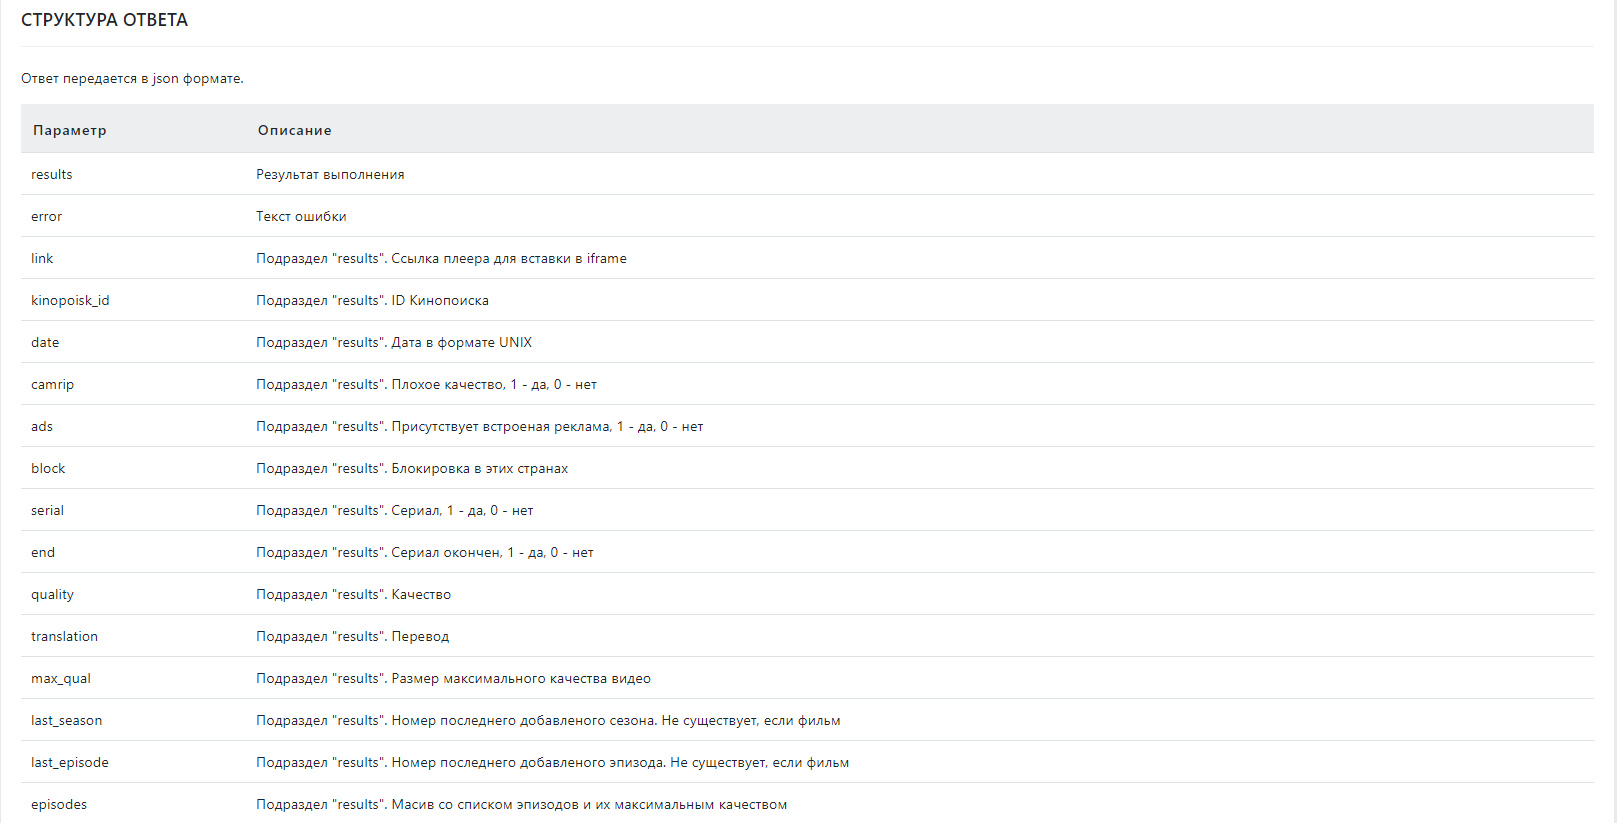 СТРУКТУРА ОТВЕТА
Ответ передается в json формате.
Параметр Описание
results Результат выполнения
error Текст ошибки
link Подраздел "results". Ссылка плеера для вставки в iframe
kinopoisk_id Подраздел "results". ID Кинопоиска
date Подраздел "results". Дата в формате UNIX
camrip Подраздел "results". Плохое качество, 1 - да, 0 - нет
ads Подраздел "results". Присутствует встроеная реклама, 1 - да, 0 - нет
block Подраздел "results". Блокировка в этих странах
serial Подраздел "results". Сериал, 1 - да, 0 - нет
end Подраздел "results". Сериал окончен, 1 - да, 0 - нет
quality Подраздел "results". Качество
translation Подраздел "results". Перевод
max_qual Подраздел "results". Размер максимального качества видео
last_season Подраздел "results". Номер последнего добавленого сезона. Не существует, если фильм
last_episode Подраздел "results". Номер последнего добавленого эпизода. Не существует, если фильм
episodes Подраздел "results". Масив со списком эпизодов и их максимальным качеством